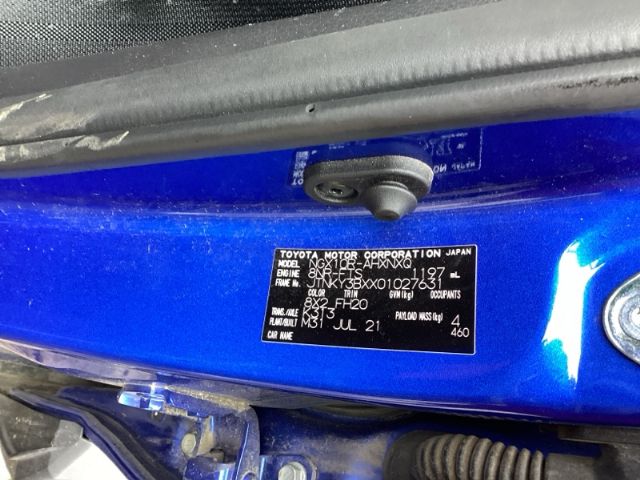 TOYOTA MOTOR CORPORATION JAPAN
MODEL NGX10R-AHXNXQ
ENGINE 8NR-FTS 1197 mL
FRAME No. JTNKY3BXX01027631
COLOR TRIM GVM(kg) OCCUPANTS
8X2 FH20
TRANS./AXLE K313 PAYLOAD MASS(kg) 4
PLANT/BUILT M31 JUL 21 460
CAR NAME